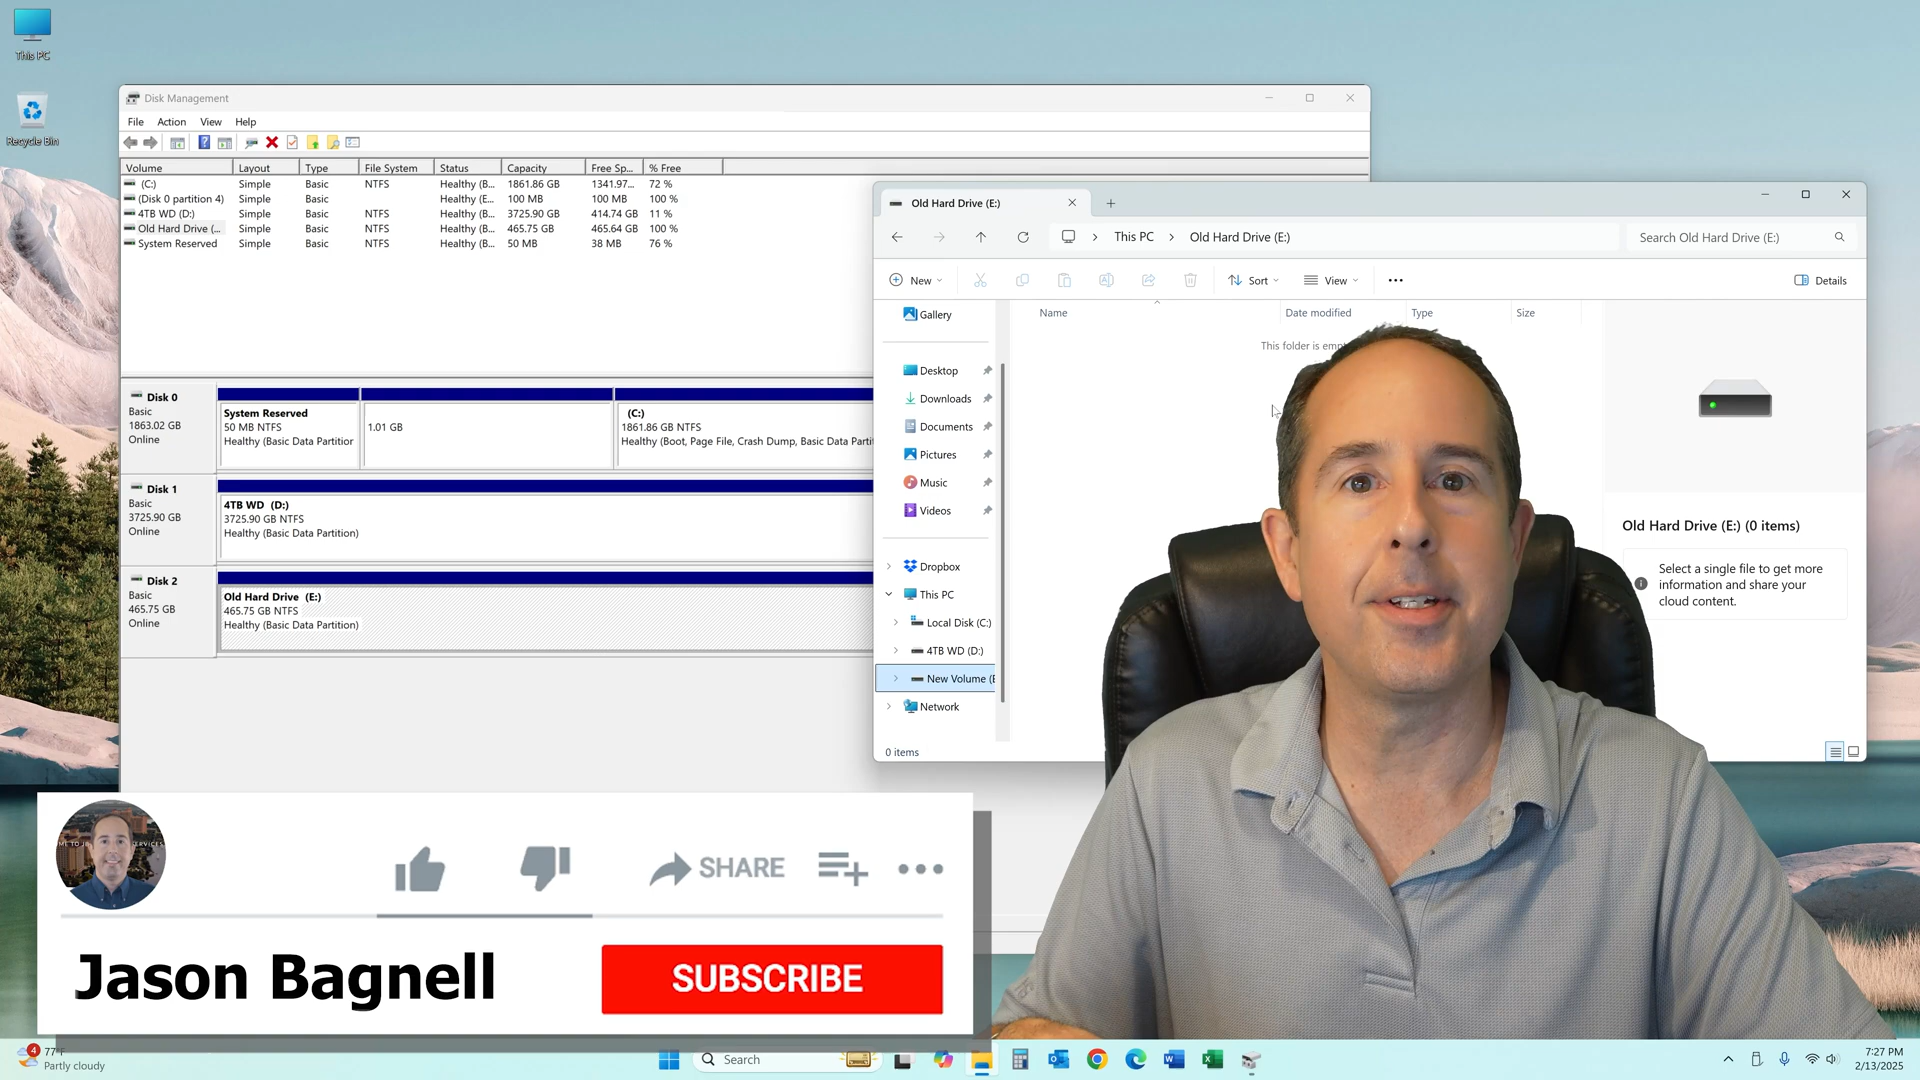 This PC
Recycle Bin
Disk Management
File Action View Help
Volume Layout Type File System Status Capacity Free Sp... % Free
(C:) Simple Basic NTFS Healthy (B... 1861.86 GB 1341.97... 72 %
(Disk 0 partition 4) Simple Basic Healthy (E... 100 MB 100 MB 100 %
4TB WD (D:) Simple Basic NTFS Healthy (B... 3725.90 GB 414.74 GB 11 %
Old Hard Drive (... Simple Basic NTFS Healthy (B... 465.75 GB 465.64 GB 100 %
System Reserved Simple Basic NTFS Healthy (B... 50 MB 38 MB 76 %
Disk 0
Basic
1863.02 GB
Online
System Reserved
50 MB NTFS
Healthy (Basic Data Partitior
1.01 GB
(C:)
1861.86 GB NTFS
Healthy (Boot, Page File, Crash Dump, Basic Data Parti
Disk 1
Basic
3725.90 GB
Online
4TB WD (D:)
3725.90 GB NTFS
Healthy (Basic Data Partition)
Disk 2
Basic
465.75 GB
Online
Old Hard Drive (E:)
465.75 GB NTFS
Healthy (Basic Data Partition)
Old Hard Drive (E:)
This PC Old Hard Drive (E:)
Search Old Hard Drive (E:)
New Sort View Details
Gallery
Desktop
Downloads
Documents
Pictures
Music
Videos
Dropbox
This PC
Local Disk (C:)
4TB WD (D:)
New Volume (E
Network
0 items
Name Date modified Type Size
This folder is emp
Old Hard Drive (E:) (0 items)
Select a single file to get more
information and share your
cloud content.
SHARE
Jason Bagnell
SUBSCRIBE
4
77°F
Partly cloudy
Search
7:27 PM
2/13/2025